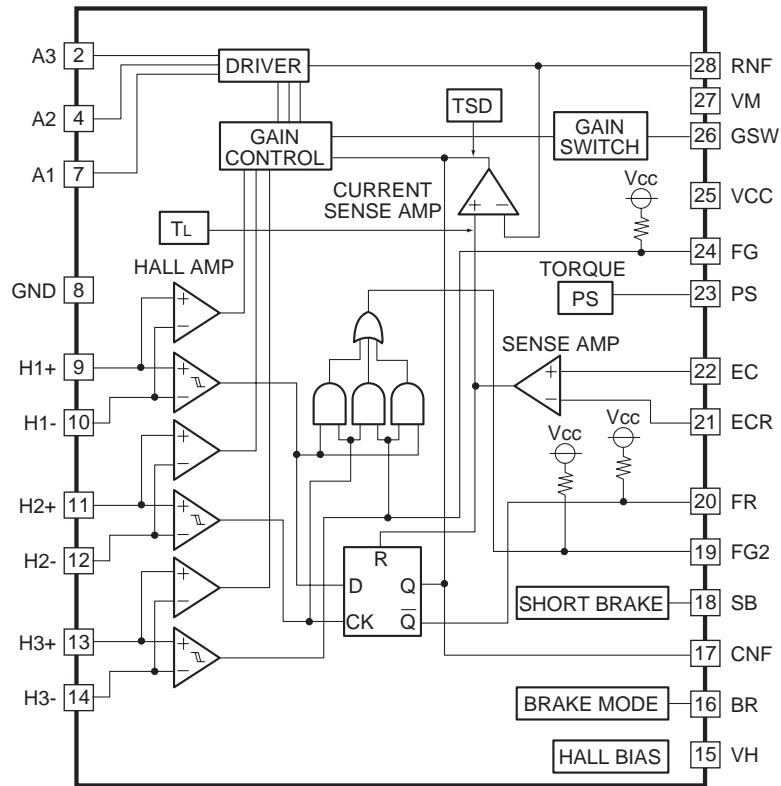 A3 2
DRIVER
28 RNF
TSD
27 VM
A2 4
GAIN
CONTROL
GAIN
SWITCH
26 GSW
A1 7
CURRENT
SENSE AMP
+ −
Vcc
25 VCC
TL
24 FG
HALL AMP
TORQUE
GND 8
PS
23 PS
+
−
SENSE AMP
H1+ 9
+
−
+
−
22 EC
H1- 10
21 ECR
+
−
Vcc
Vcc
H2+ 11
+
−
20 FR
H2- 12
R
19 FG2
+
−
D Q
SHORT BRAKE
18 SB
CK Q
H3+ 13
+
−
17 CNF
H3- 14
BRAKE MODE
16 BR
HALL BIAS
15 VH